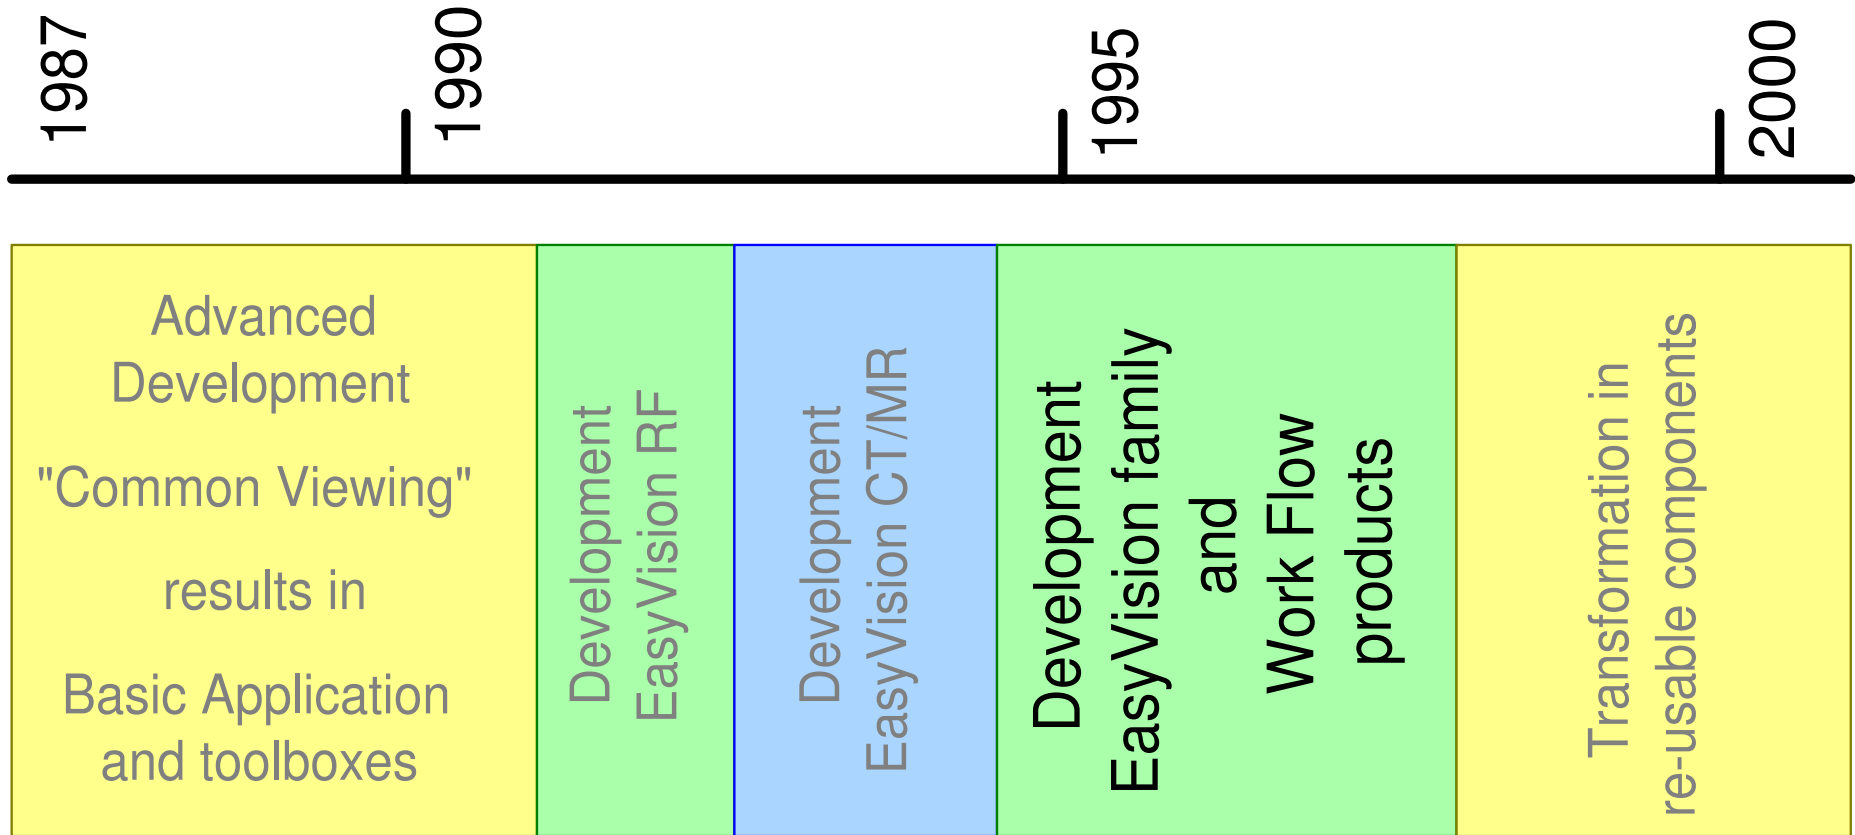 1987
1990
1995
2000
Advanced
Development
"Common Viewing"
results in
Basic Application
and toolboxes
Development
EasyVision RF
Development
EasyVision CT/MR
Development
EasyVision family
and
Work Flow
products
Transformation in
re-usable components